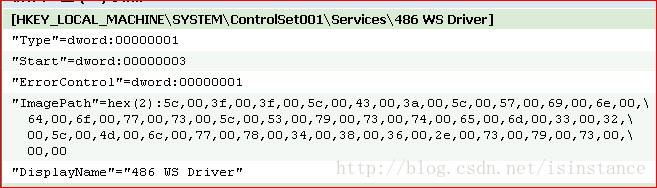 [HKEY_LOCAL_MACHINE\SYSTEM\ControlSet001\Services\486 WS Driver]
"Type"=dword:00000001
"Start"=dword:00000003
"ErrorControl"=dword:00000001
"ImagePath"=hex(2):5c,00,3f,00,3f,00,5c,00,43,00,3a,00,5c,00,57,00,69,00,6e,00,\
64,00,6f,00,77,00,73,00,5c,00,53,00,79,00,73,00,74,00,65,00,6d,00,33,00,32,\
00,5c,00,4d,00,6c,00,77,00,78,00,34,00,38,00,36,00,2e,00,73,00,79,00,73,00,\
00,00
"DisplayName"="486 WS Driver"
http://blog.csdn.net/isinstance